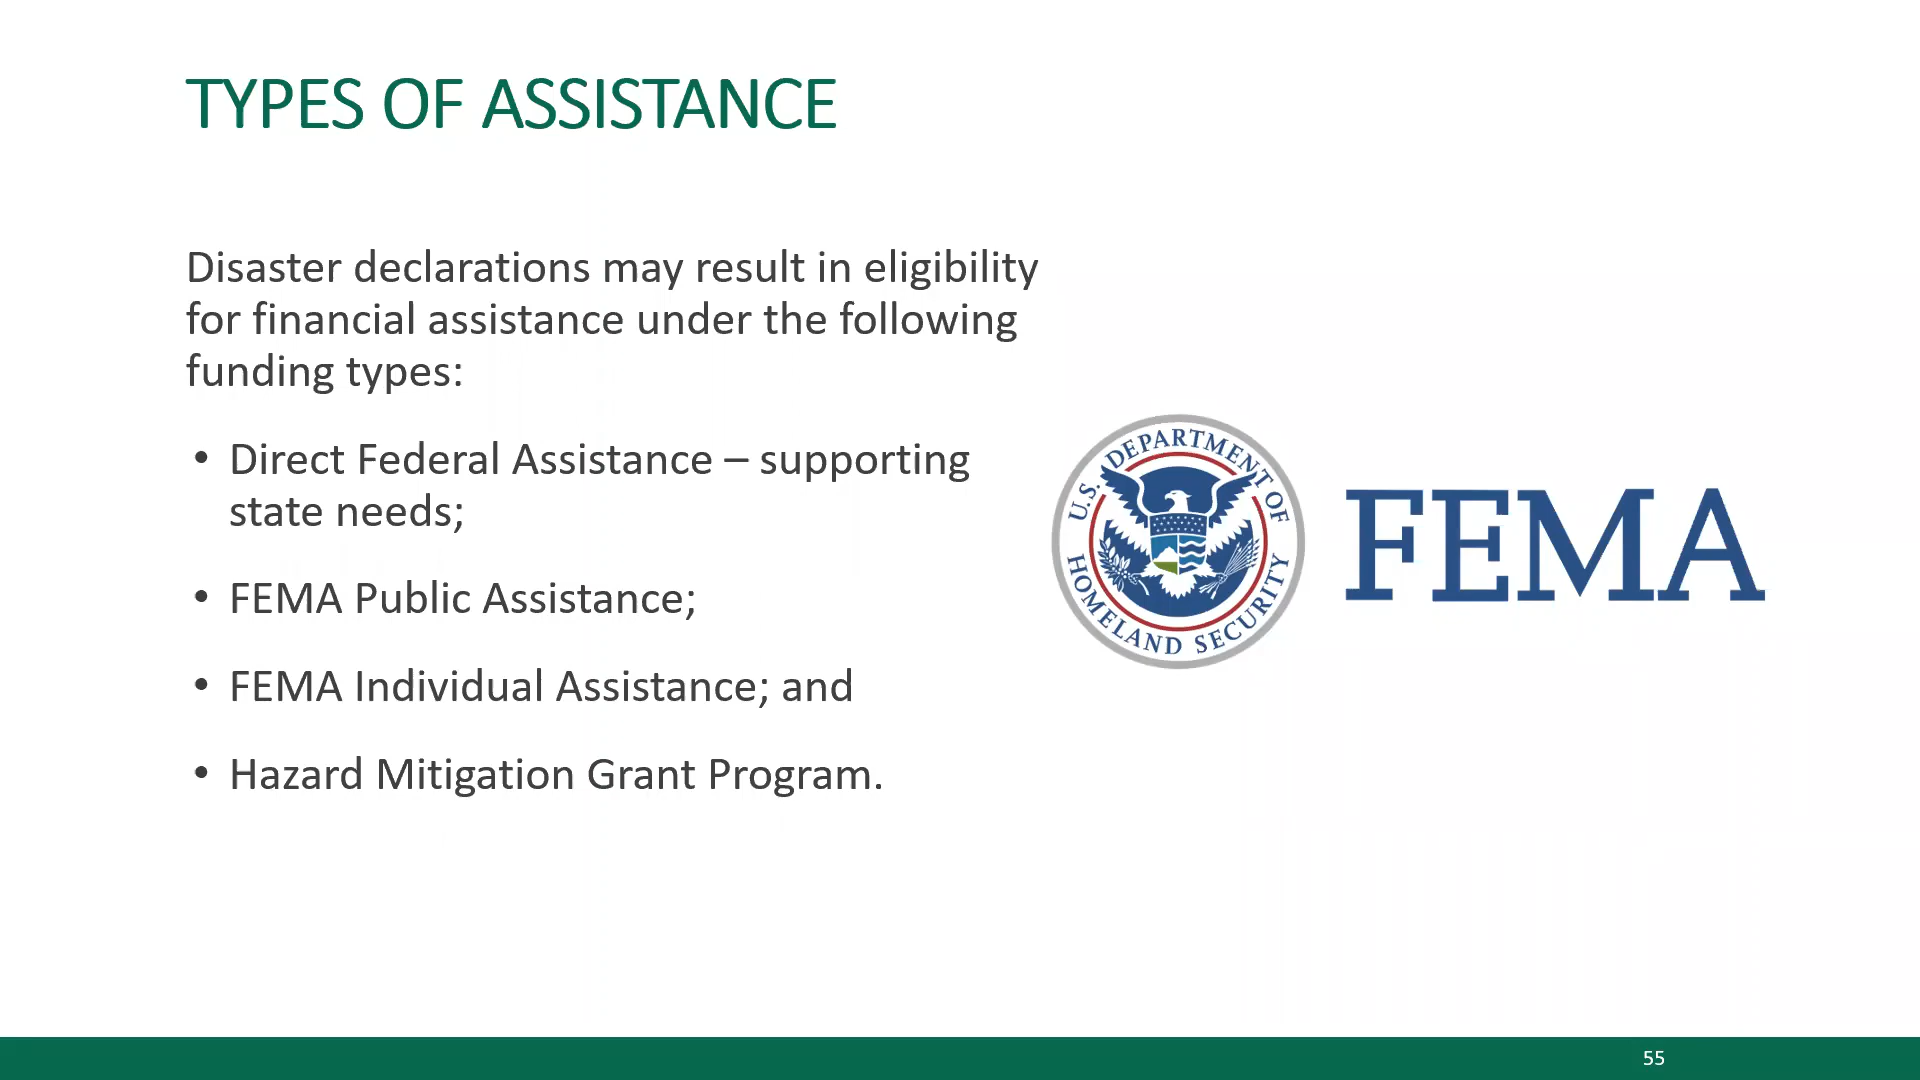 TYPES OF ASSISTANCE
Disaster declarations may result in eligibility
for financial assistance under the following
funding types:
• Direct Federal Assistance – supporting
state needs;
• FEMA Public Assistance;
• FEMA Individual Assistance; and
• Hazard Mitigation Grant Program.
U.S. DEPARTMENT OF
HOMELAND SECURITY
FEMA
55